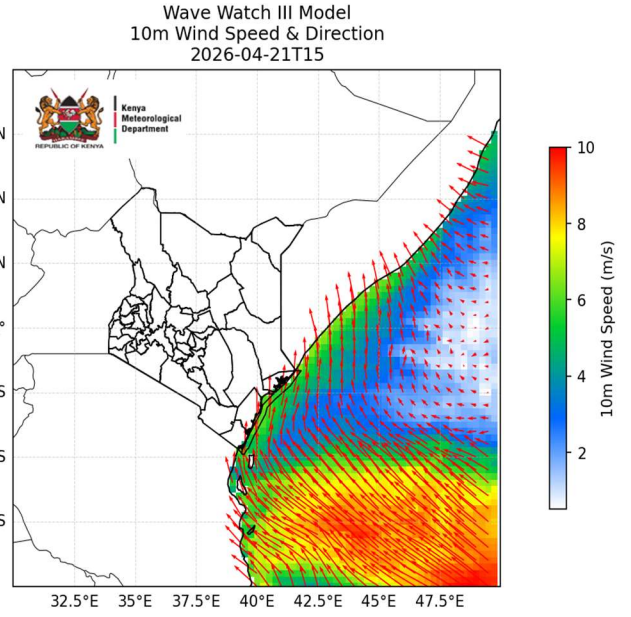 Wave Watch III Model
10m Wind Speed & Direction
2026-04-21T15
Kenya
Meteorological
Department
REPUBLIC OF KENYA
N
N
N
°
S
S
S
32.5°E 35°E 37.5°E 40°E 42.5°E 45°E 47.5°E
10
8
6
4
2
10m Wind Speed (m/s)